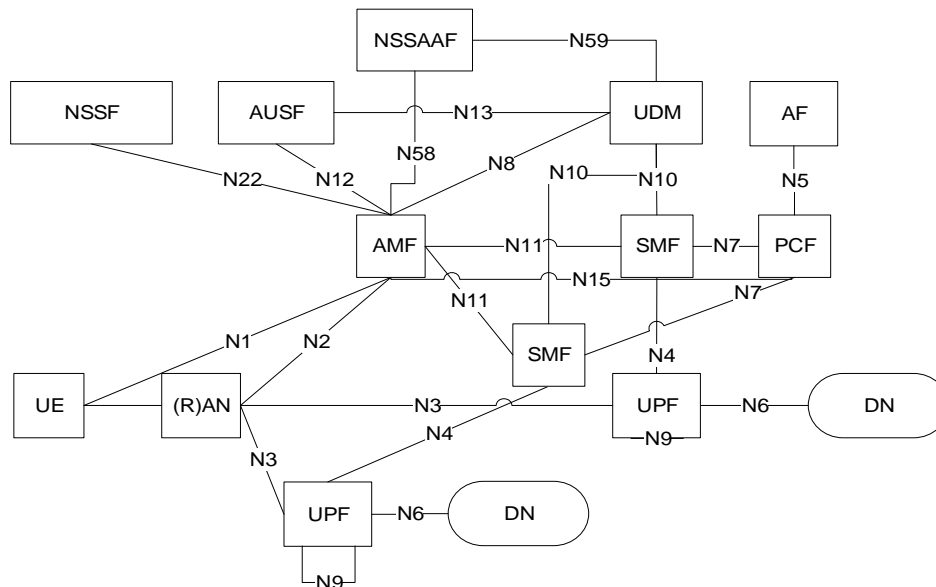 NSSAAF
N59
NSSF
AUSF
N13
UDM
AF
N58
N22
N12
N8
N10
N10
N5
AMF
N11
SMF
N7
PCF
N15
N11
N7
N1
N2
SMF
N4
UE
(R)AN
N3
UPF
N6
DN
N4
N9
N3
UPF
N6
DN
N9